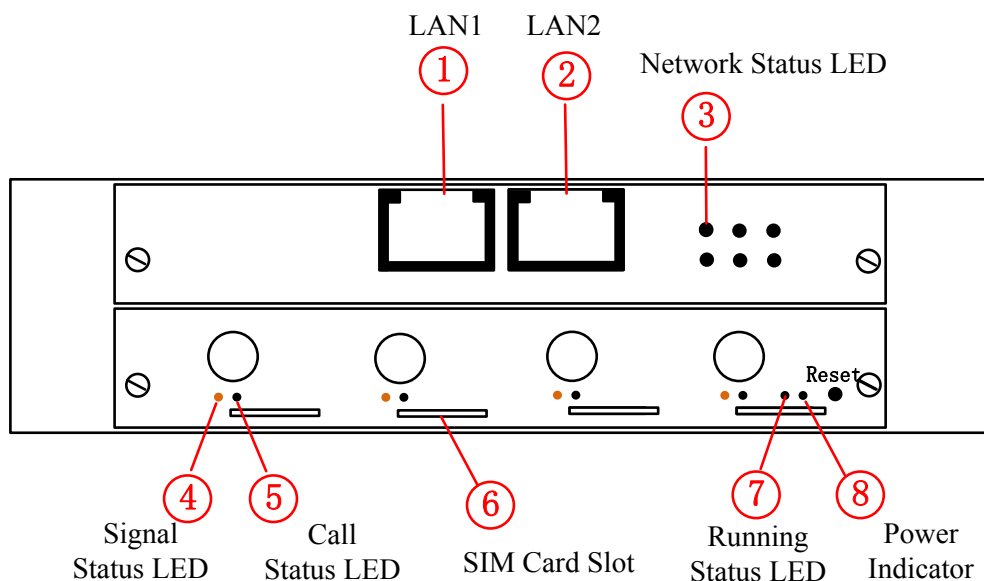 LAN1
LAN2
Network Status LED
1
2
3
Reset
4
5
6
7
8
Signal
Status LED
Call
Status LED
SIM Card Slot
Running
Status LED
Power
Indicator